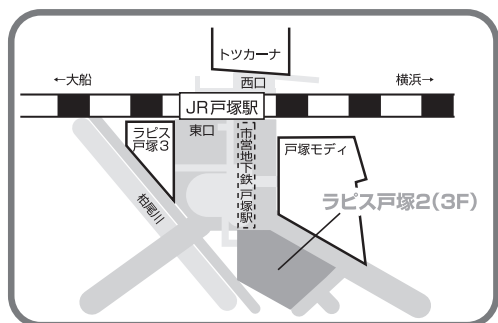 トツカーナ
西口
←大船
横浜→
JR戸塚駅
東口
ラピス
戸塚3
市営地下鉄 戸塚駅
戸塚モディ
柏尾川
ラピス戸塚2(3F)